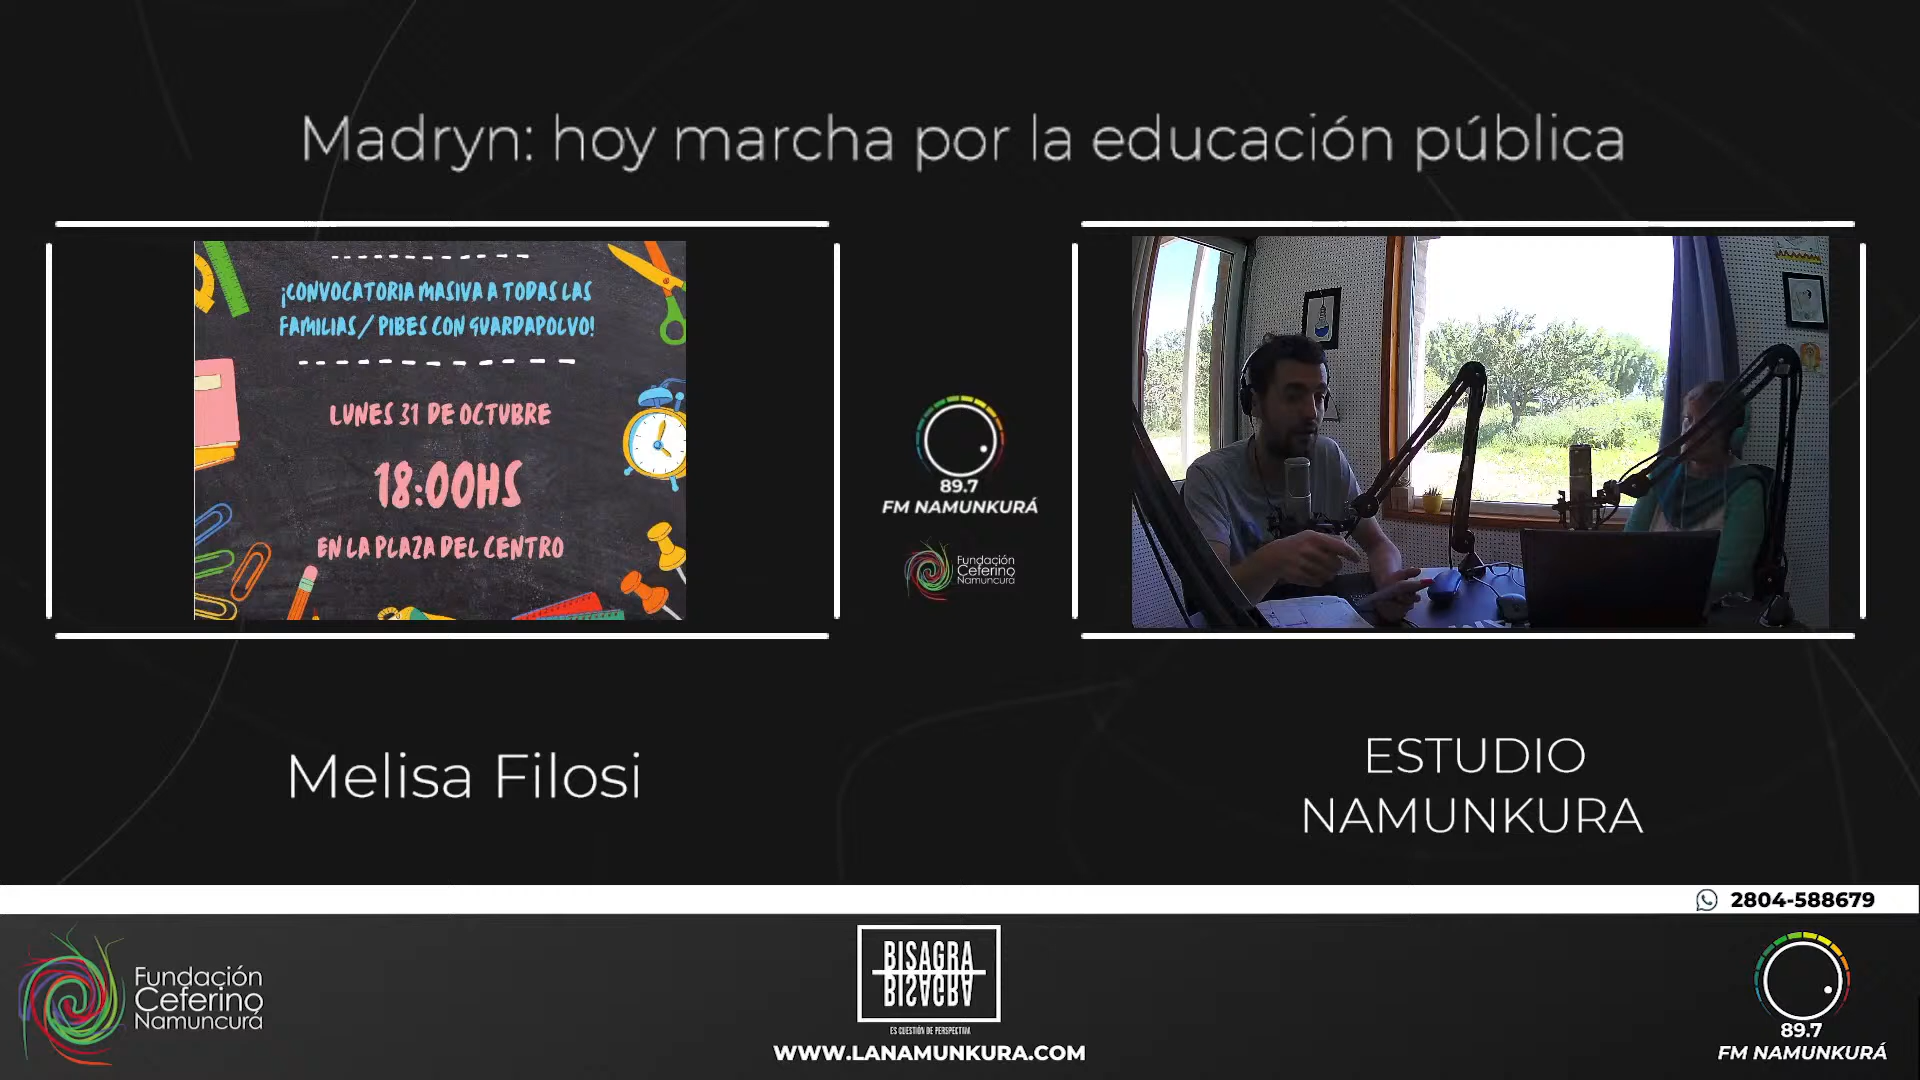 Madryn: hoy marcha por la educación pública
¡CONVOCATORIA MASIVA A TODAS LAS
FAMILIAS / PIBES CON GUARDAPOLVO!
LUNES 31 DE OCTUBRE
18:00HS
EN LA PLAZA DEL CENTRO
89.7
FM NAMUNKURÁ
Fundación
Ceferino
Namuncura
Melisa Filosi
ESTUDIO
NAMUNKURA
2804-588679
Fundación
Ceferino
Namuncura
BISAGRA
BISAGRA
ES CUESTIÓN DE PERSPECTIVA
WWW.LANAMUNKURA.COM
89.7
FM NAMUNKURÁ